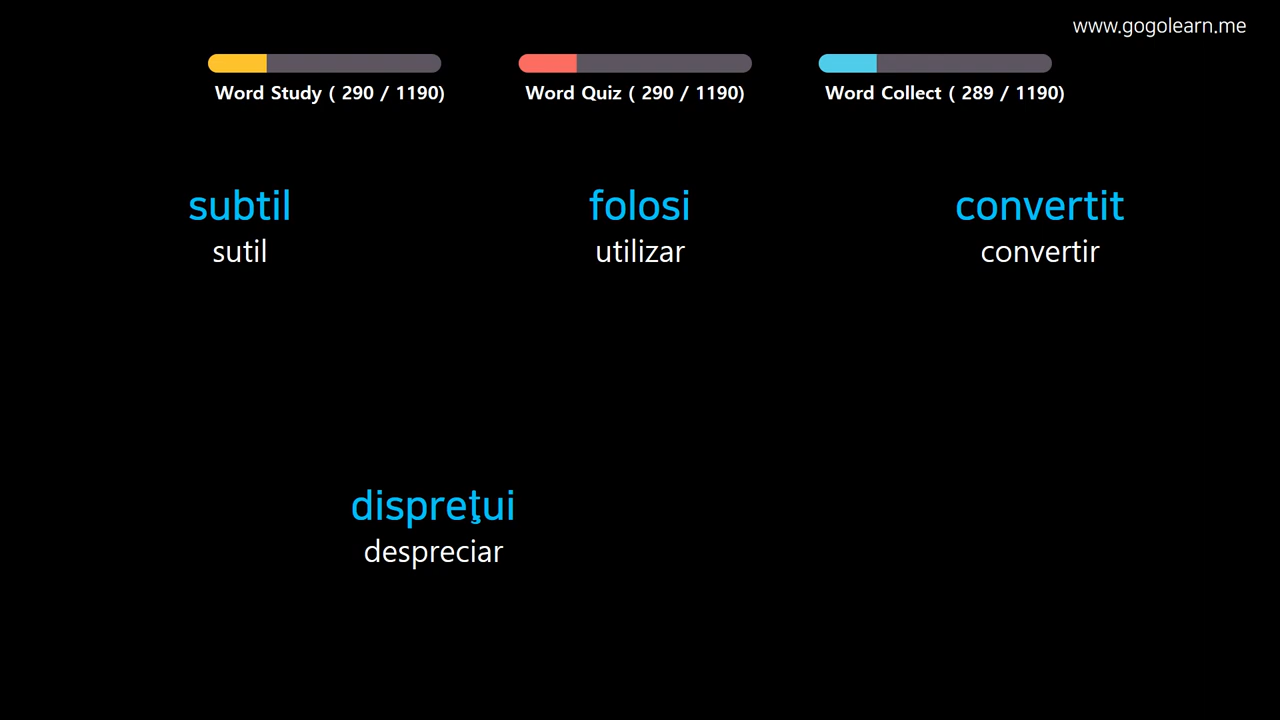 www.gogolearn.me
Word Study ( 290 / 1190)
Word Quiz ( 290 / 1190)
Word Collect ( 289 / 1190)
subtil
sutil
folosi
utilizar
convertit
convertir
dispreţui
despreciar